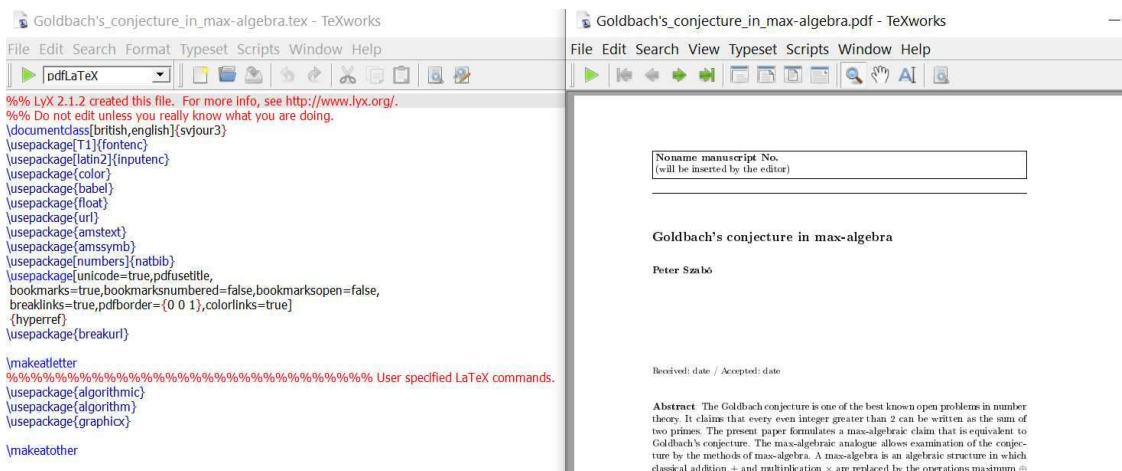 Goldbach's_conjecture_in_max-algebra.tex - TeXworks
File Edit Search Format Typeset Scripts Window Help
pdfLaTeX
%% LyX 2.1.2 created this file.  For more info, see http://www.lyx.org/.
%% Do not edit unless you really know what you are doing.
\documentclass[british,english]{svjour3}
\usepackage[T1]{fontenc}
\usepackage[latin2]{inputenc}
\usepackage{color}
\usepackage{babel}
\usepackage{float}
\usepackage{url}
\usepackage{amstext}
\usepackage{amssymb}
\usepackage[numbers]{natbib}
\usepackage[unicode=true,pdfusetitle,
bookmarks=true,bookmarksnumbered=false,bookmarksopen=false,
breaklinks=true,pdfborder={0 0 1},colorlinks=true]
{hyperref}
\usepackage{breakurl}
\makeatletter
%%%%%%%%%%%%%%%%%%%%%%%%%%%%%% User specified LaTeX commands.
\usepackage{algorithmic}
\usepackage{algorithm}
\usepackage{graphicx}
\makeatother
Goldbach's_conjecture_in_max-algebra.pdf - TeXworks
File Edit Search View Typeset Scripts Window Help
Noname manuscript No.
(will be inserted by the editor)
Goldbach's conjecture in max-algebra
Peter Szabó
Received: date / Accepted: date
Abstract The Goldbach conjecture is one of the best known open problems in number
theory. It claims that every even integer greater than 2 can be written as the sum of
two primes. The present paper formulates a max-algebraic claim that is equivalent to
Goldbach's conjecture. The max-algebraic analogue allows examination of the conjec-
ture by the methods of max-algebra. A max-algebra is an algebraic structure in which
classical addition + and multiplication × are replaced by the operations maximum ⊕